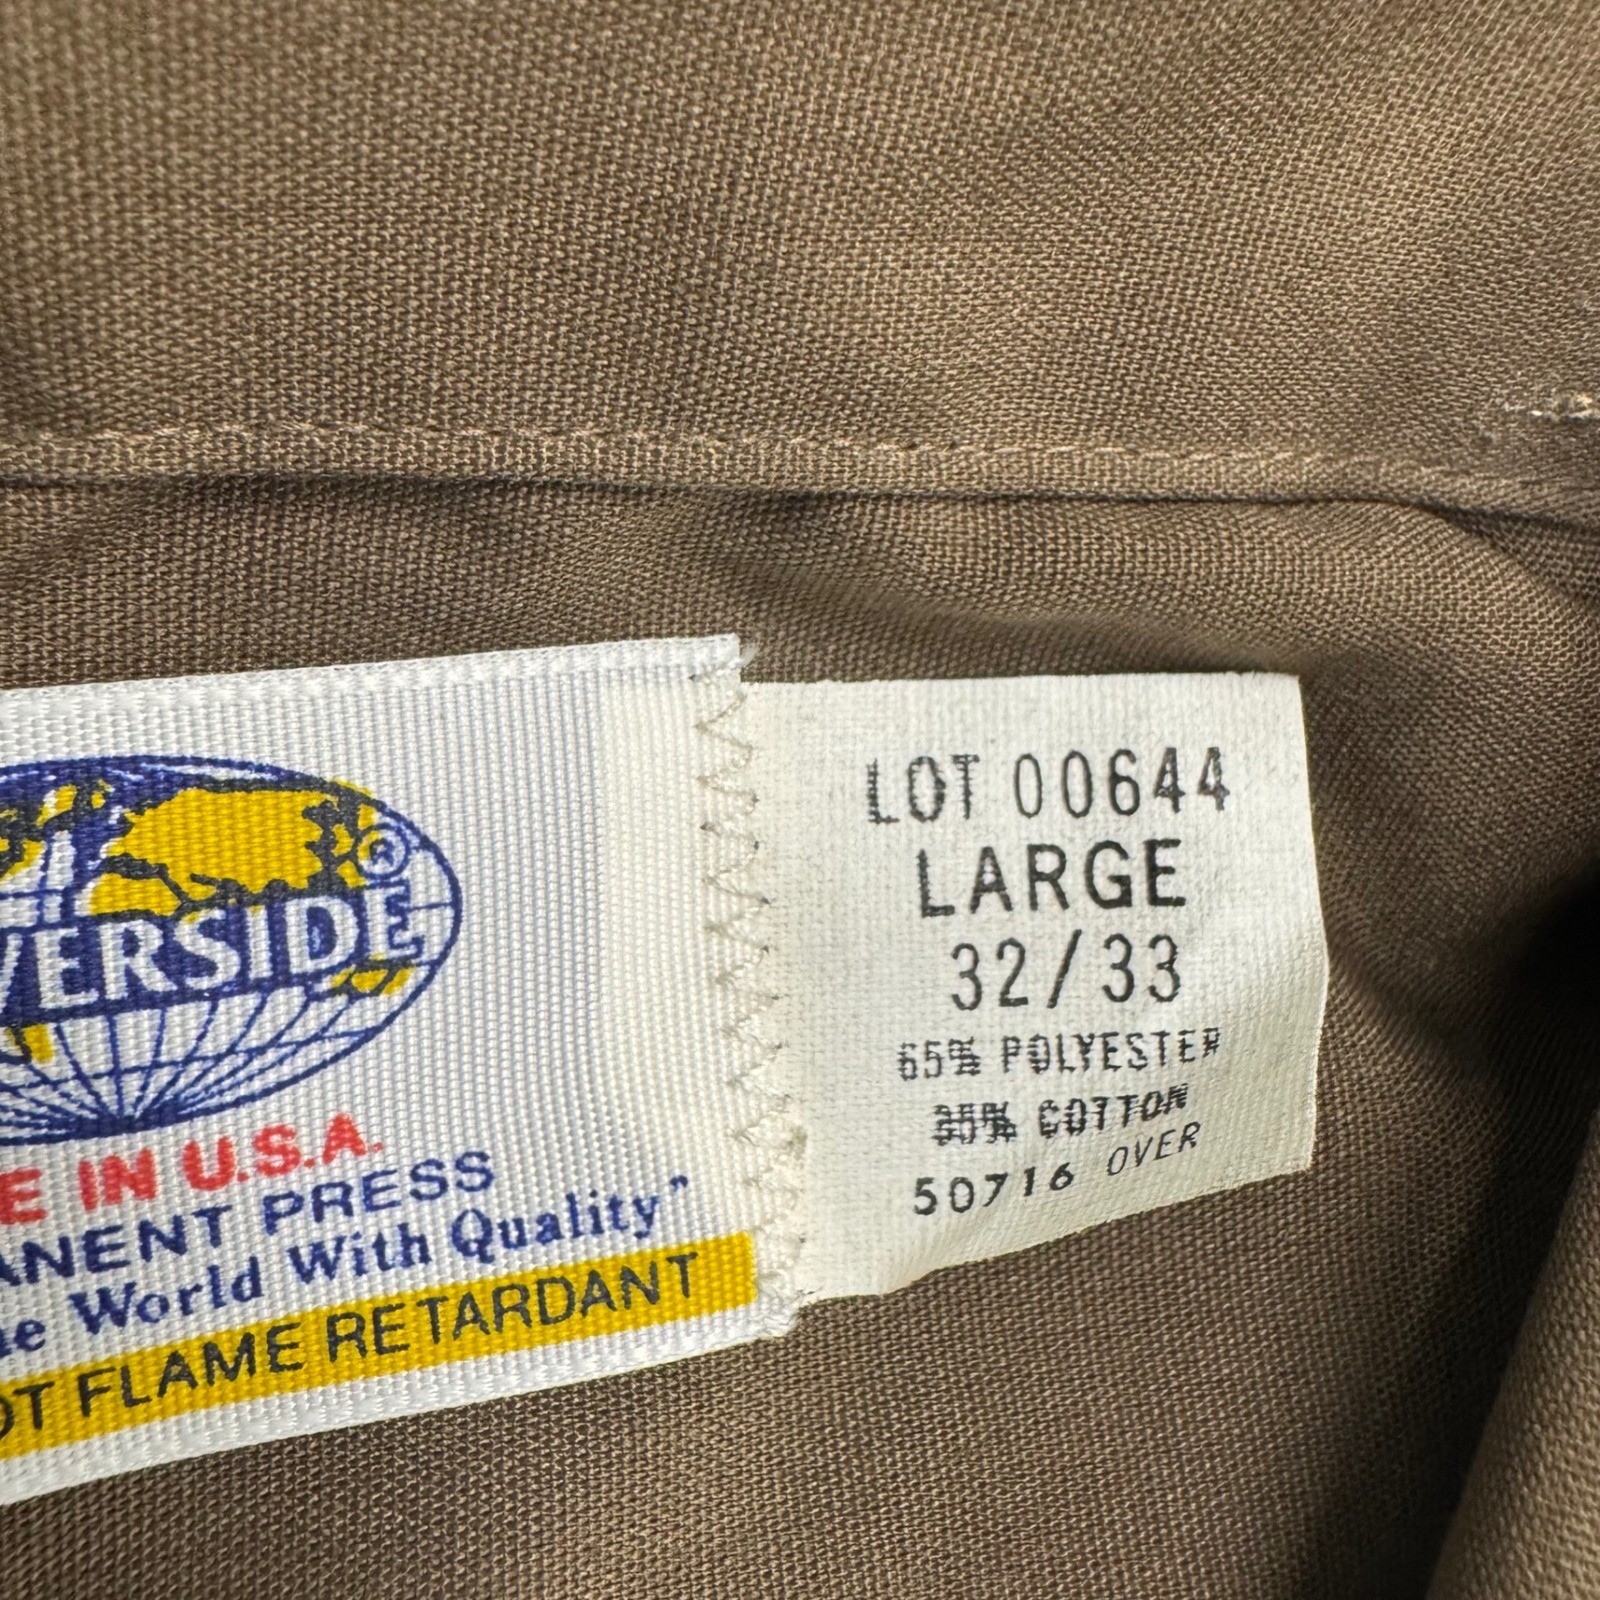 VERSIDE
®
E IN U.S.A.
ANENT PRESS
e World With Quality"
OT FLAME RETARDANT
LOT 00644
LARGE
32/33
65% POLYESTER
35% COTTON
50716 OVER